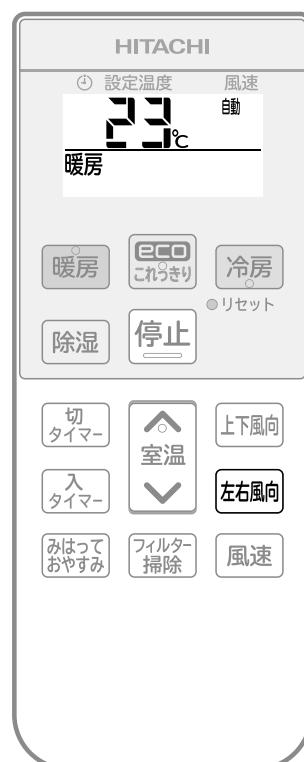 HITACHI
設定温度 風速
23℃ 自動
暖房
暖房 eco これっきり 冷房
リセット
除湿 停止
切
タイマー
室温
上下風向
入
タイマー
左右風向
みはって
おやすみ
フィルター
掃除
風速